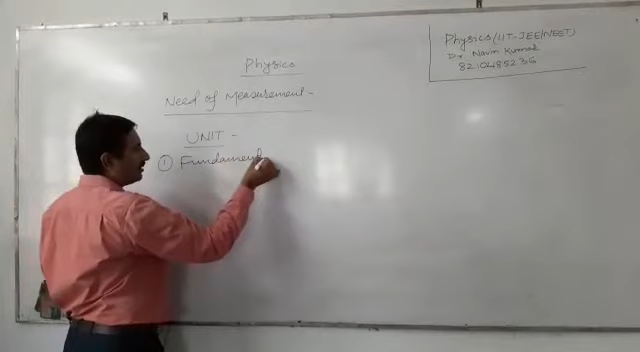 Physics
Need of Measurement -
UNIT -
① Fundament
Physics (IIT-JEE/NEET)
Dr Navin Kumar
8210485236